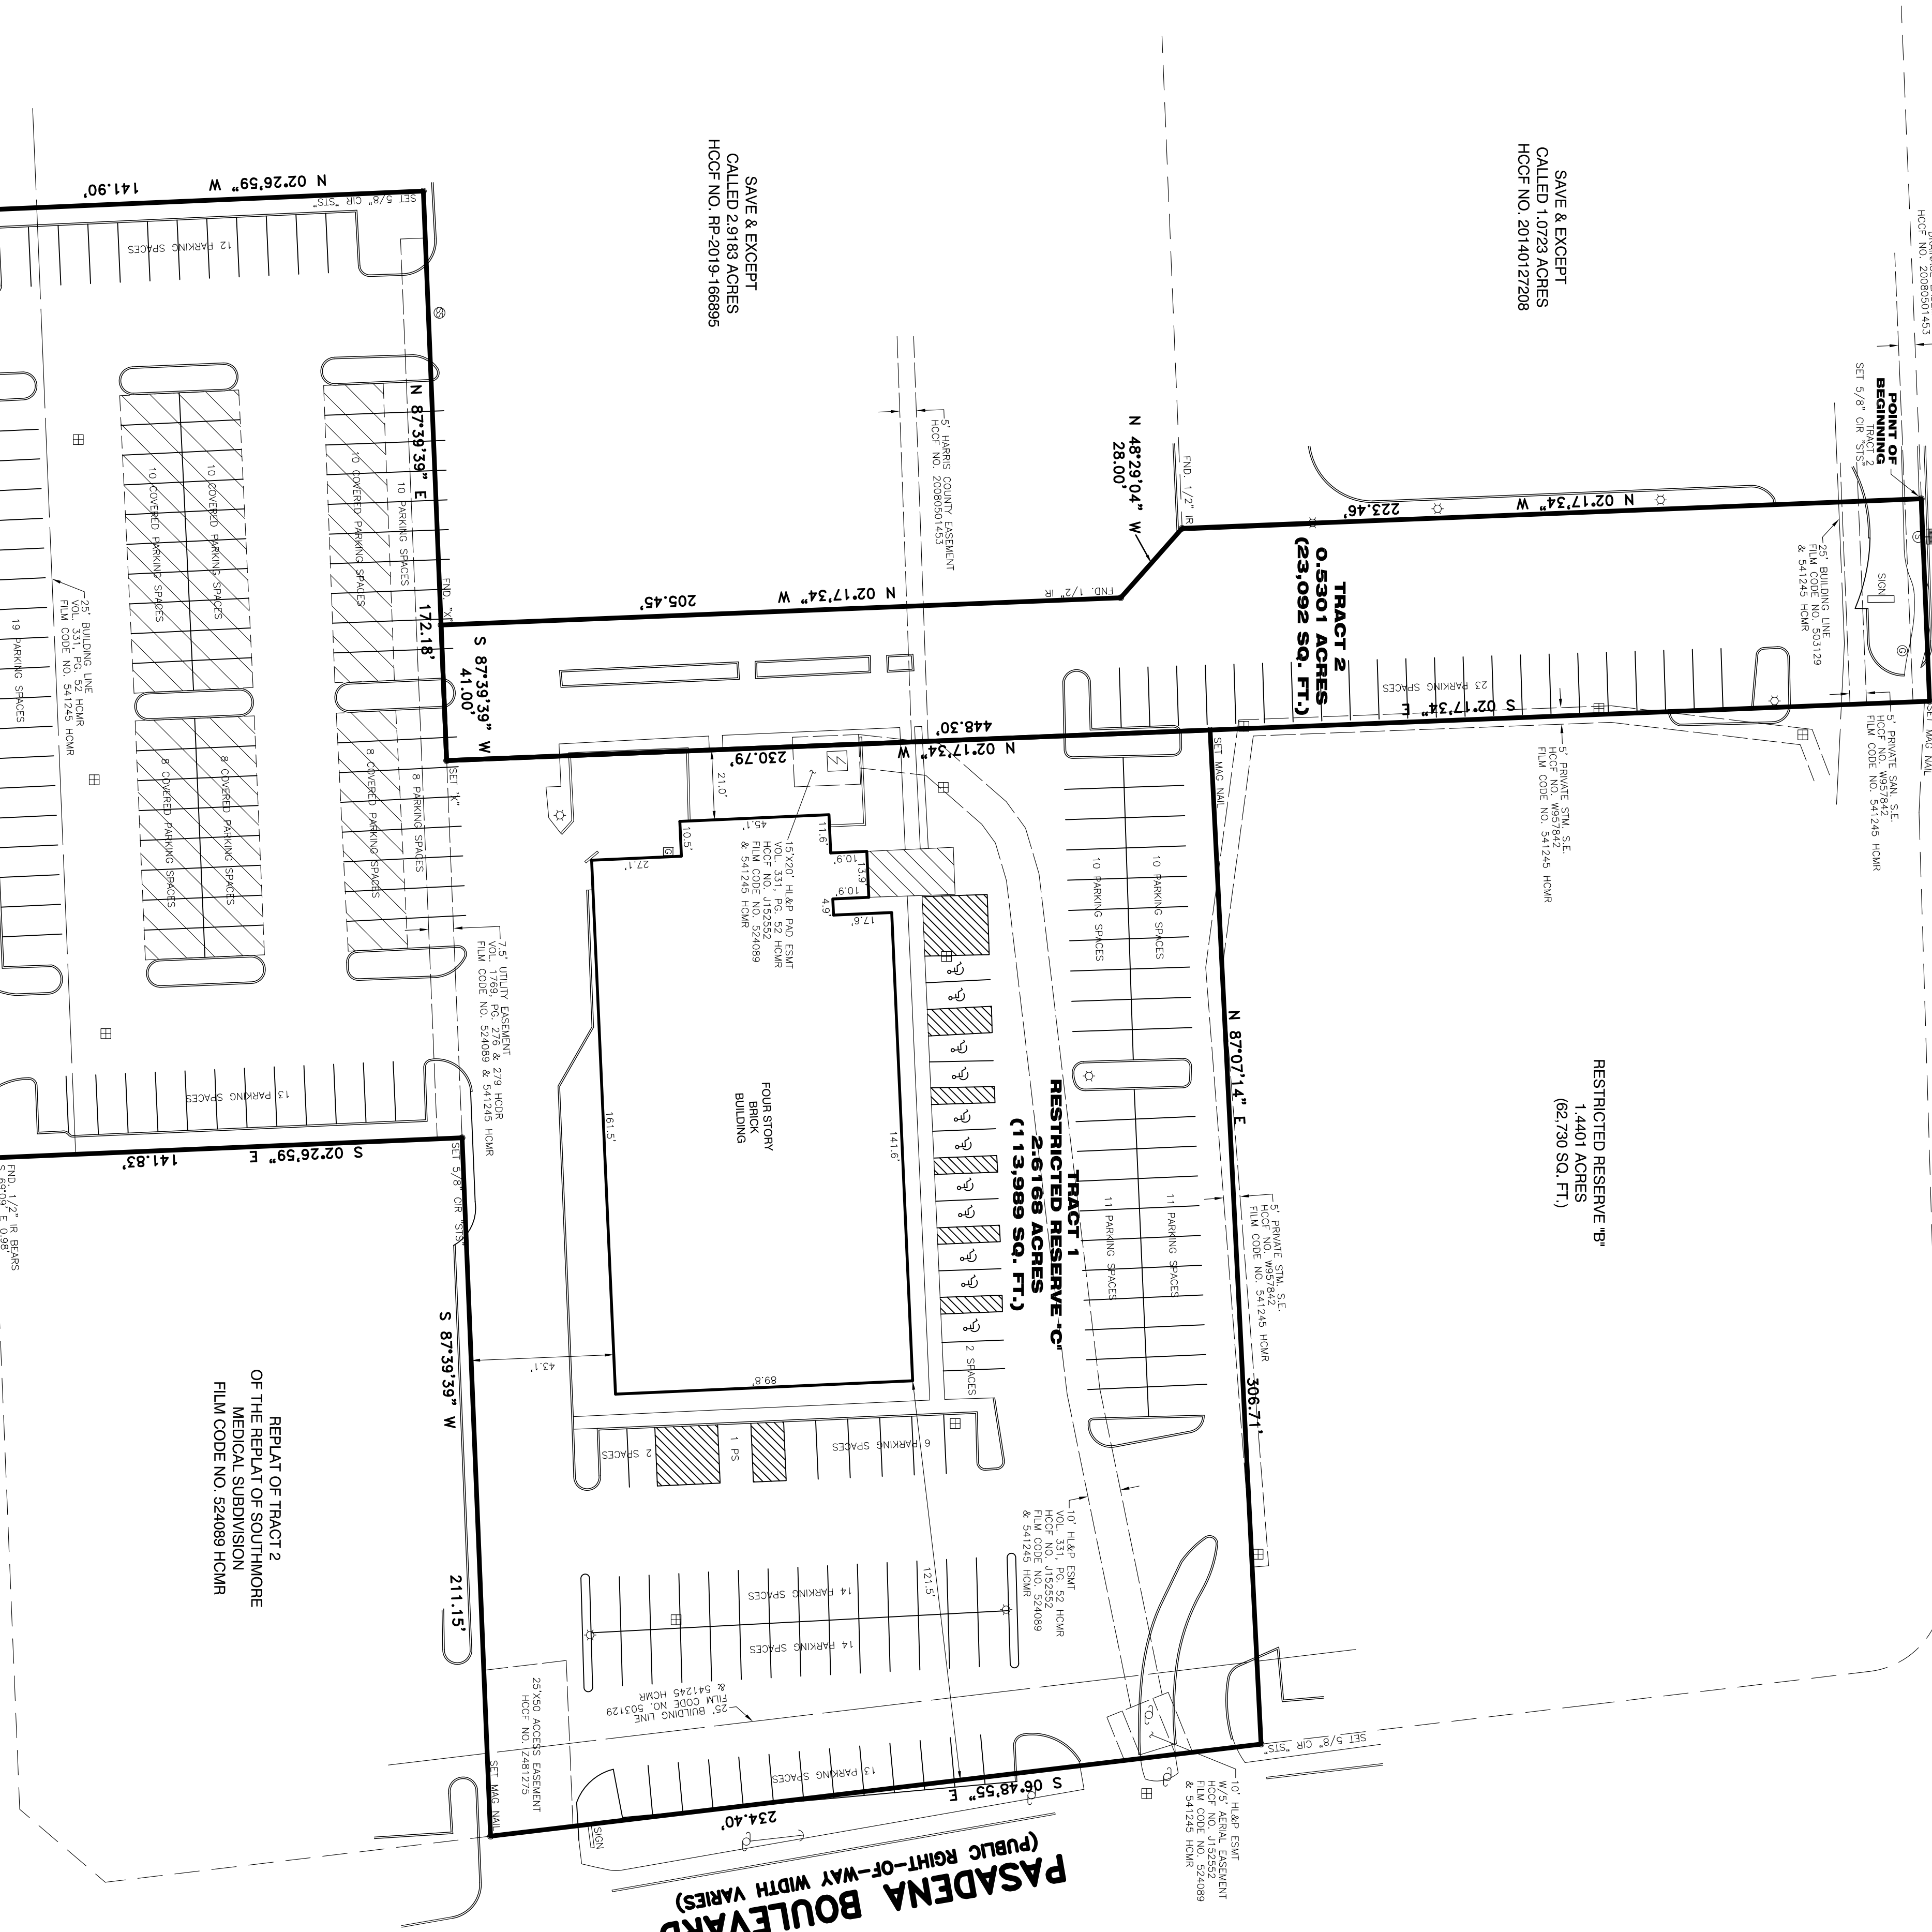 SAVE & EXCEPT
CALLED 2.9183 ACRES
HCCF NO. RP-2019-166895
SAVE & EXCEPT
CALLED 1.0723 ACRES
HCCF NO. 20140127208
HCCF NO. 20080501453
POINT OF
BEGINNING
TRACT 2
SET 5/8" CIR "STS"
N 02°26'59" W 141.90'
SET 5/8" CIR "STS"
12 PARKING SPACES
N 87°39'39" E 172.18'
10 PARKING SPACES
10 COVERED PARKING SPACES
10 COVERED PARKING SPACES
10 COVERED PARKING SPACES
8 PARKING SPACES
8 COVERED PARKING SPACES
8 COVERED PARKING SPACES
8 COVERED PARKING SPACES
19 PARKING SPACES
25' BUILDING LINE
VOL. 331, PG. 52 HCMR
FILM CODE NO. 541245 HCMR
13 PARKING SPACES
S 02°26'59" E 141.83'
SET 5/8" CIR "STS"
FND. 1/2" IR BEARS
E 0.98'
FND. "X"
S 87°39'39" W
41.00'
SET "X"
N 02°17'34" W 205.45'
FND. 1/2" IR
5' HARRIS COUNTY EASEMENT
HCCF NO. 20080501453
N 48°29'04" W
28.00'
FND. 1/2" IR
N 02°17'34" W 223.46'
TRACT 2
0.5301 ACRES
(23,092 SQ. FT.)
23 PARKING SPACES
S 02°17'34" E
448.30'
N 02°17'34" W
230.79'
SIGN
G
S
25' BUILDING LINE
FILM CODE NO. 503129
& 541245 HCMR
5' PRIVATE SAN. S.E.
HCCF NO. W957842
FILM CODE NO. 541245 HCMR
SET MAG NAIL
5' PRIVATE STM. S.E.
HCCF NO. W957842
FILM CODE NO. 541245 HCMR
SET MAG NAIL
21.0'
45.1'
10.5'
27.1'
G
11.6'
10.9'
13.9'
10.9'
4.9'
17.6'
15'X20' HL&P PAD ESMT
VOL. 331, PG. 52 HCMR
HCCF NO. J152552
FILM CODE NO. 524089
& 541245 HCMR
7.5' UTILITY EASEMENT
VOL. 1769, PG. 276 & 279 HCDR
FILM CODE NO. 524089 & 541245 HCMR
FOUR STORY
BRICK
BUILDING
161.5'
141.6'
89.8'
43.1'
10 PARKING SPACES
10 PARKING SPACES
11 PARKING SPACES
11 PARKING SPACES
2 SPACES
TRACT 1
RESTRICTED RESERVE "C"
2.6168 ACRES
(113,989 SQ. FT.)
N 87°07'14" E 306.71'
5' PRIVATE STM. S.E.
HCCF NO. W957842
FILM CODE NO. 541245 HCMR
RESTRICTED RESERVE "B"
1.4401 ACRES
(62,730 SQ. FT.)
2 SPACES
1 PS
6 PARKING SPACES
14 PARKING SPACES
14 PARKING SPACES
121.5'
10' HL&P ESMT
VOL. 331, PG. 52 HCMR
HCCF NO. J152552
FILM CODE NO. 524089
& 541245 HCMR
S 87°39'39" W 211.15'
REPLAT OF TRACT 2
OF THE REPLAT OF SOUTHMORE
MEDICAL SUBDIVISION
FILM CODE NO. 524089 HCMR
25'X50 ACCESS EASEMENT
HCCF NO. Z481275
25' BUILDING LINE
FILM CODE NO. 503129
& 541245 HCMR
13 PARKING SPACES
SET MAG NAIL
SIGN
S 06°48'55" E
234.40'
SET 5/8" CIR "STS"
10' HL&P ESMT
W/5' AERIAL EASEMENT
HCCF NO. J152552
FILM CODE NO. 524089
& 541245 HCMR
PASADENA BOULEVARD
(PUBLIC RGIHT-OF-WAY WIDTH VARIES)